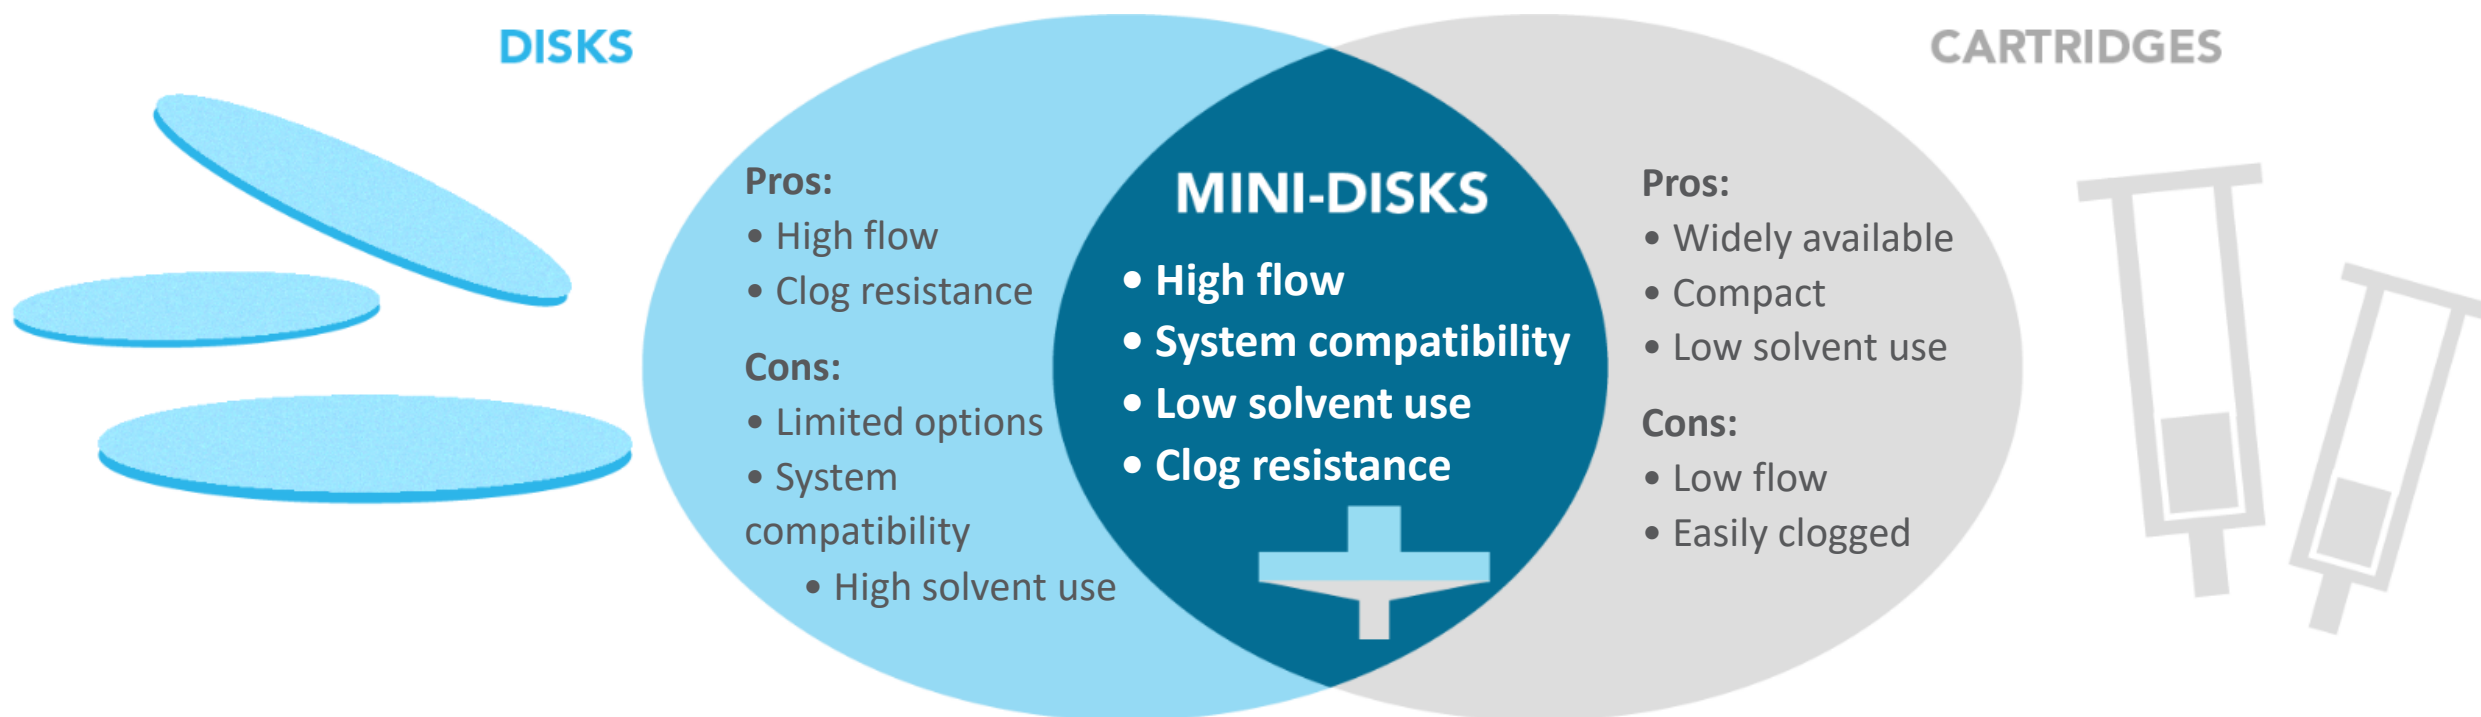 DISKS
Pros:
• High flow
• Clog resistance
Cons:
• Limited options
• System
compatibility
• High solvent use
MINI-DISKS
• High flow
• System compatibility
• Low solvent use
• Clog resistance
CARTRIDGES
Pros:
• Widely available
• Compact
• Low solvent use
Cons:
• Low flow
• Easily clogged